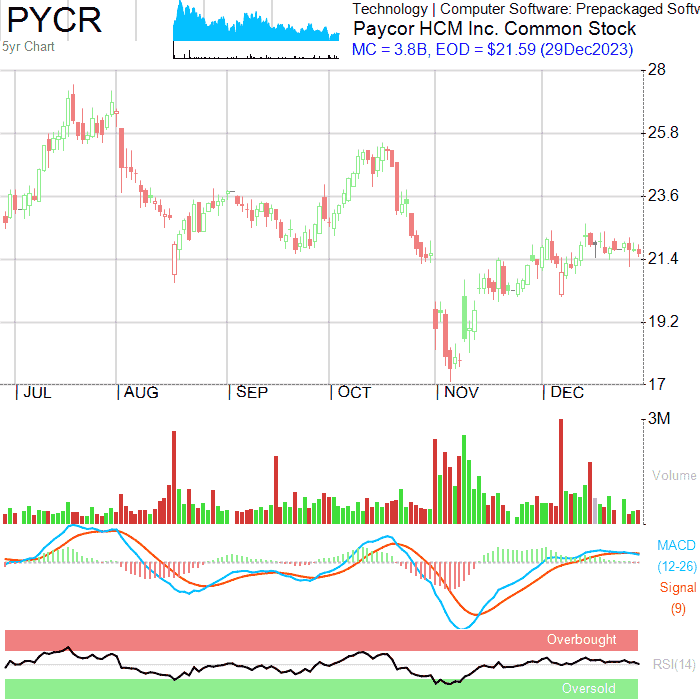 PYCR
5yr Chart
Technology | Computer Software: Prepackaged Softw
Paycor HCM Inc. Common Stock
MC = 3.8B, EOD = $21.59 (29Dec2023)
28
25.8
23.6
21.4
19.2
17
|JUL |AUG |SEP |OCT |NOV |DEC
3M
Volume
MACD
(12-26)
Signal
(9)
Overbought
RSI(14)
Oversold